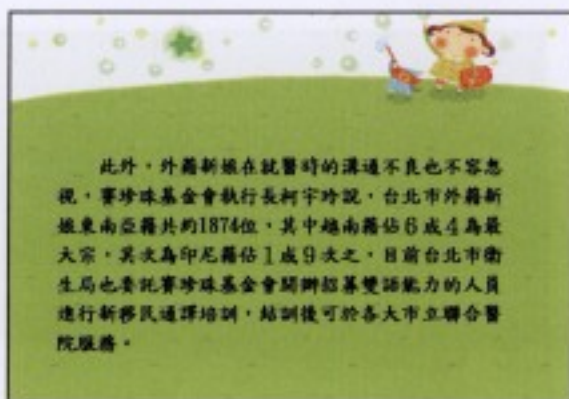 此外，外籍新娘在就醫時的溝通不良也不容忽
視，賽珍珠基金會執行長柯宇玲說，台北市外籍新
娘東南亞籍共約1874位，其中越南籍佔6成4為最
大宗，其次為印尼籍佔1成9次之，目前台北市衛
生局也委託賽珍珠基金會開辦招募雙語能力的人員
進行新移民通譯培訓，結訓後可於各大市立聯合醫
院服務。